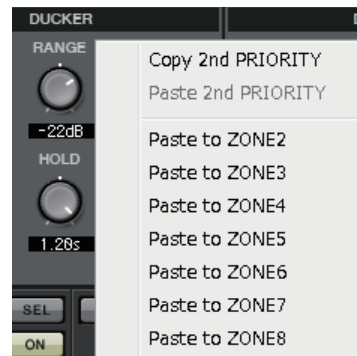 DUCKER
RANGE
-22dB
HOLD
1.20s
SEL
ON
Copy 2nd PRIORITY
Paste 2nd PRIORITY
Paste to ZONE2
Paste to ZONE3
Paste to ZONE4
Paste to ZONE5
Paste to ZONE6
Paste to ZONE7
Paste to ZONE8